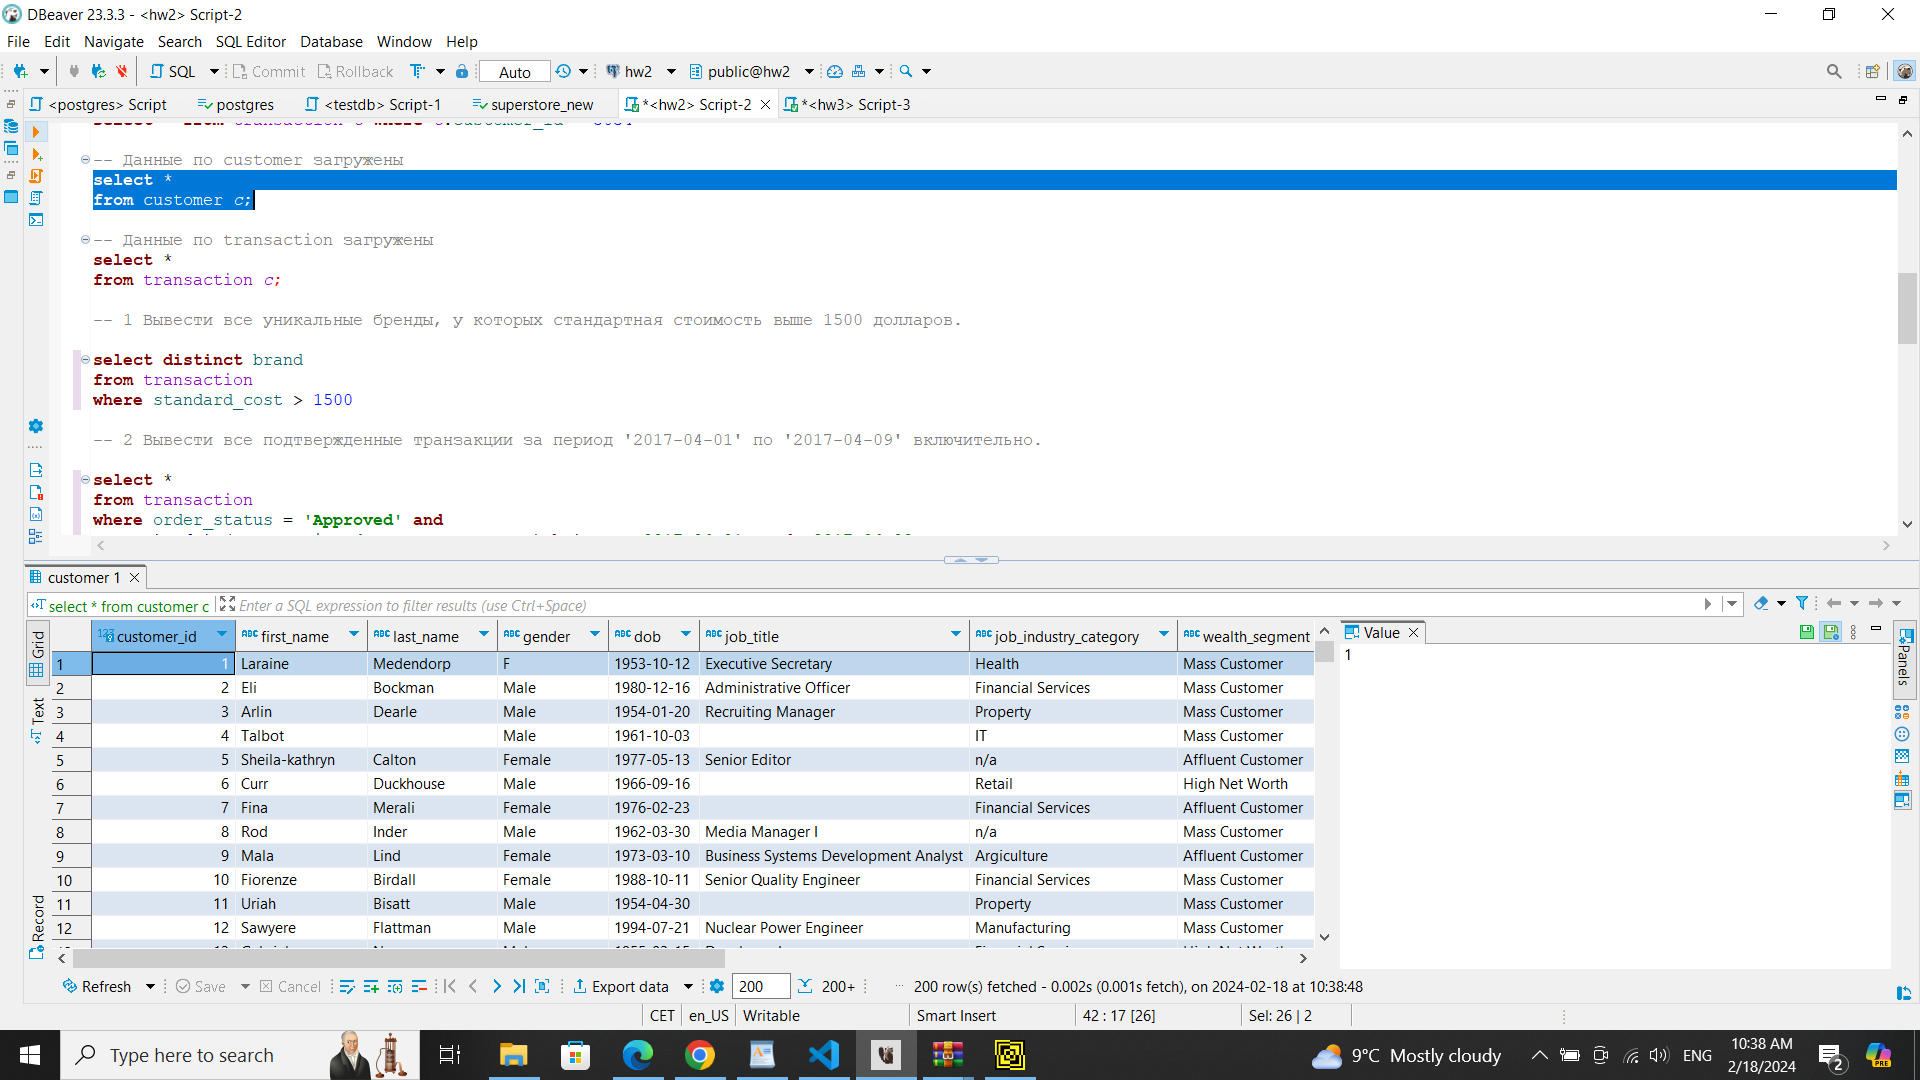 DBeaver 23.3.3 - <hw2> Script-2
File Edit Navigate Search SQL Editor Database Window Help
SQL Commit Rollback Auto hw2 public@hw2
<postgres> Script postgres <testdb> Script-1 superstore_new *<hw2> Script-2 *<hw3> Script-3
-- Данные по customer загружены
select *
from customer c;
-- Данные по transaction загружены
select *
from transaction c;
-- 1 Вывести все уникальные бренды, у которых стандартная стоимость выше 1500 долларов.
select distinct brand
from transaction
where standard_cost > 1500
-- 2 Вывести все подтвержденные транзакции за период '2017-04-01' по '2017-04-09' включительно.
select *
from transaction
where order_status = 'Approved' and
customer 1
select * from customer c Enter a SQL expression to filter results (use Ctrl+Space)
Grid Text Record
customer_id first_name last_name gender dob job_title job_industry_category wealth_segment
1 1 Laraine Medendorp F 1953-10-12 Executive Secretary Health Mass Customer
2 2 Eli Bockman Male 1980-12-16 Administrative Officer Financial Services Mass Customer
3 3 Arlin Dearle Male 1954-01-20 Recruiting Manager Property Mass Customer
4 4 Talbot Male 1961-10-03 IT Mass Customer
5 5 Sheila-kathryn Calton Female 1977-05-13 Senior Editor n/a Affluent Customer
6 6 Curr Duckhouse Male 1966-09-16 Retail High Net Worth
7 7 Fina Merali Female 1976-02-23 Financial Services Affluent Customer
8 8 Rod Inder Male 1962-03-30 Media Manager I n/a Mass Customer
9 9 Mala Lind Female 1973-03-10 Business Systems Development Analyst Argiculture Affluent Customer
10 10 Fiorenze Birdall Female 1988-10-11 Senior Quality Engineer Financial Services Mass Customer
11 11 Uriah Bisatt Male 1954-04-30 Property Mass Customer
12 12 Sawyere Flattman Male 1994-07-21 Nuclear Power Engineer Manufacturing Mass Customer
Value
1
Panels
Refresh Save Cancel Export data 200 200+ 200 row(s) fetched - 0.002s (0.001s fetch), on 2024-02-18 at 10:38:48
CET en_US Writable Smart Insert 42 : 17 [26] Sel: 26 | 2
Type here to search 9°C Mostly cloudy ENG 10:38 AM
2/18/2024 2 PRE